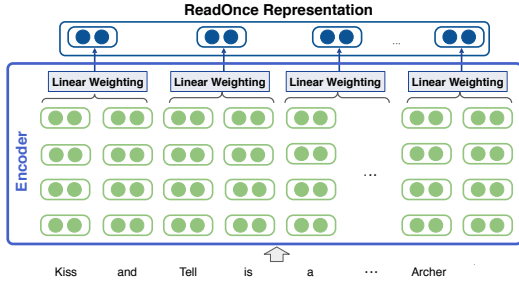 ReadOnce Representation
...
Linear Weighting Linear Weighting Linear Weighting Linear Weighting
Encoder
...
Kiss and Tell is a ... Archer .